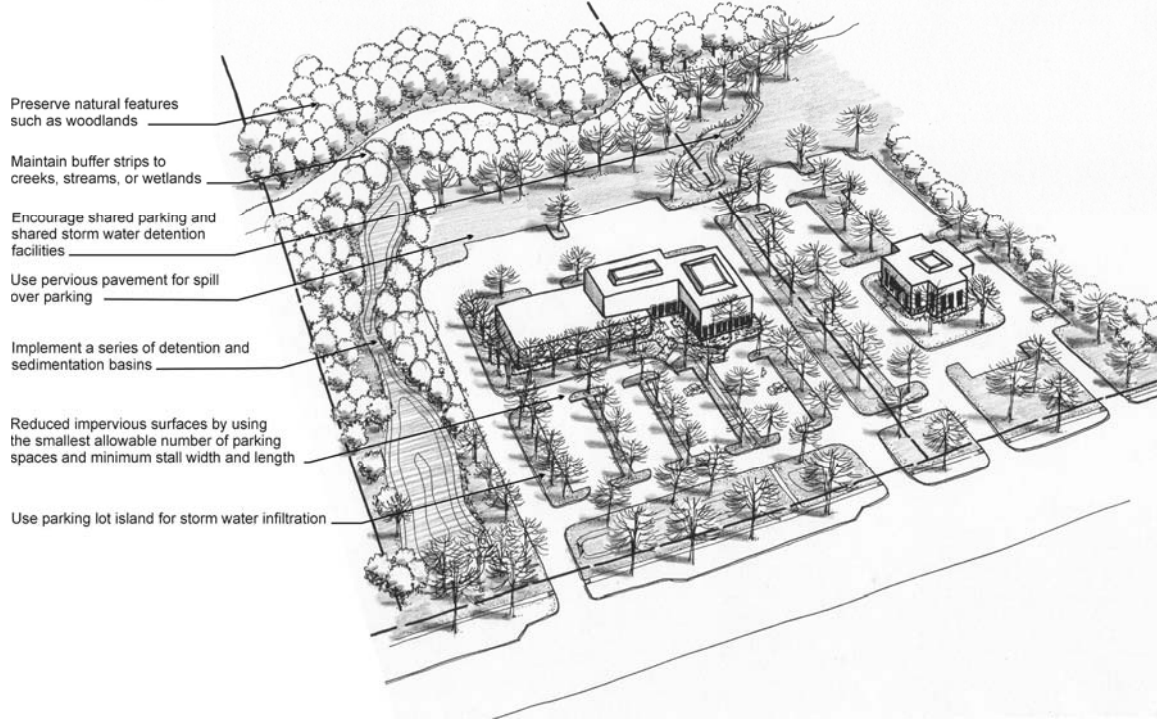 Preserve natural features
such as woodlands
Maintain buffer strips to
creeks, streams, or wetlands
Encourage shared parking and
shared storm water detention
facilities
Use pervious pavement for spill
over parking
Implement a series of detention and
sedimentation basins
Reduced impervious surfaces by using
the smallest allowable number of parking
spaces and minimum stall width and length
Use parking lot island for storm water infiltration